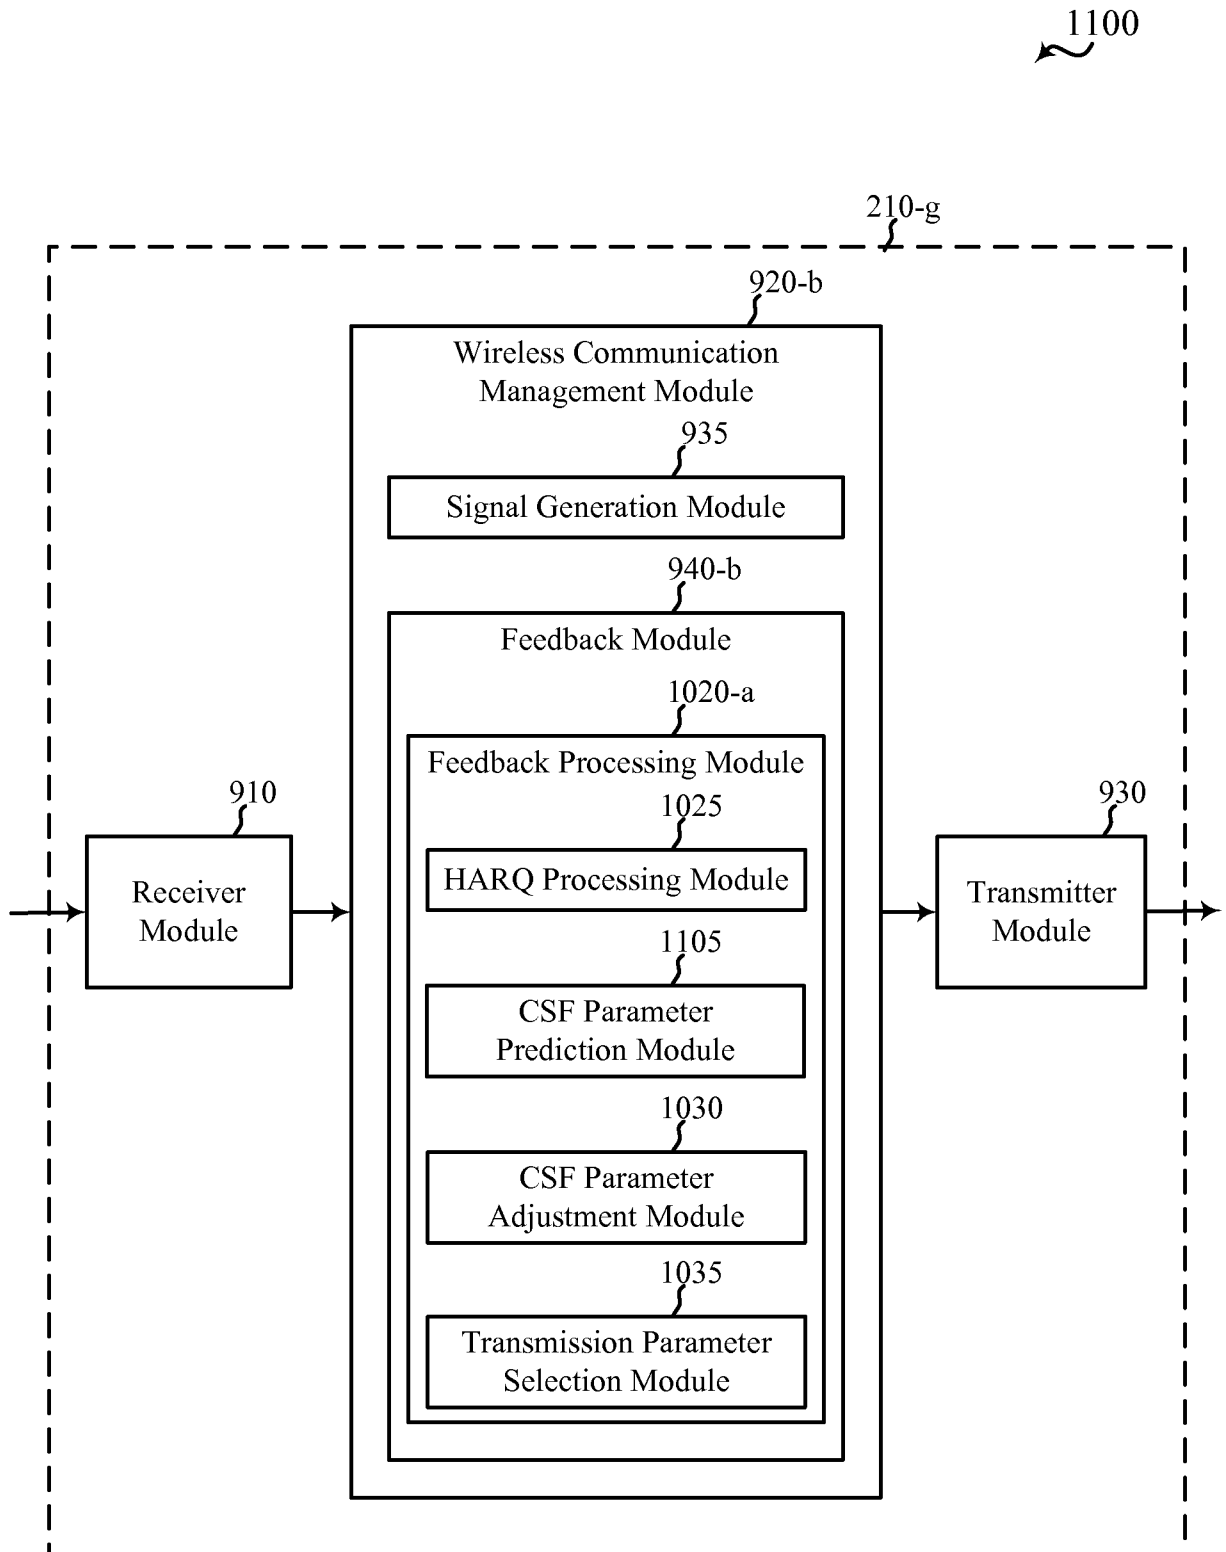 1100
210-g
920-b
Wireless Communication
Management Module
935
Signal Generation Module
940-b
Feedback Module
1020-a
Feedback Processing Module
910
Receiver
Module
1025
HARQ Processing Module
1105
CSF Parameter
Prediction Module
1030
CSF Parameter
Adjustment Module
1035
Transmission Parameter
Selection Module
930
Transmitter
Module